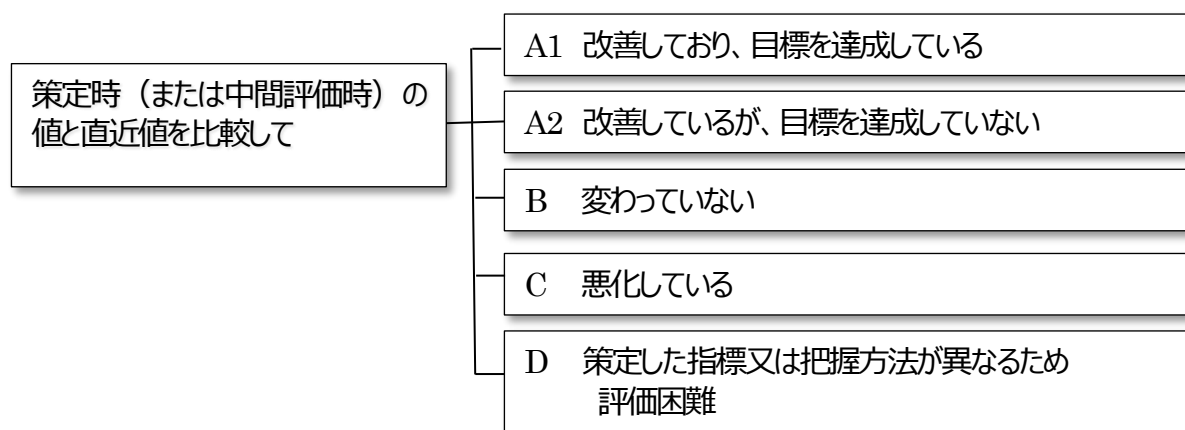 策定時（または中間評価時）の
値と直近値を比較して
A1 改善しており、目標を達成している
A2 改善しているが、目標を達成していない
B 変わっていない
C 悪化している
D 策定した指標又は把握方法が異なるため
評価困難